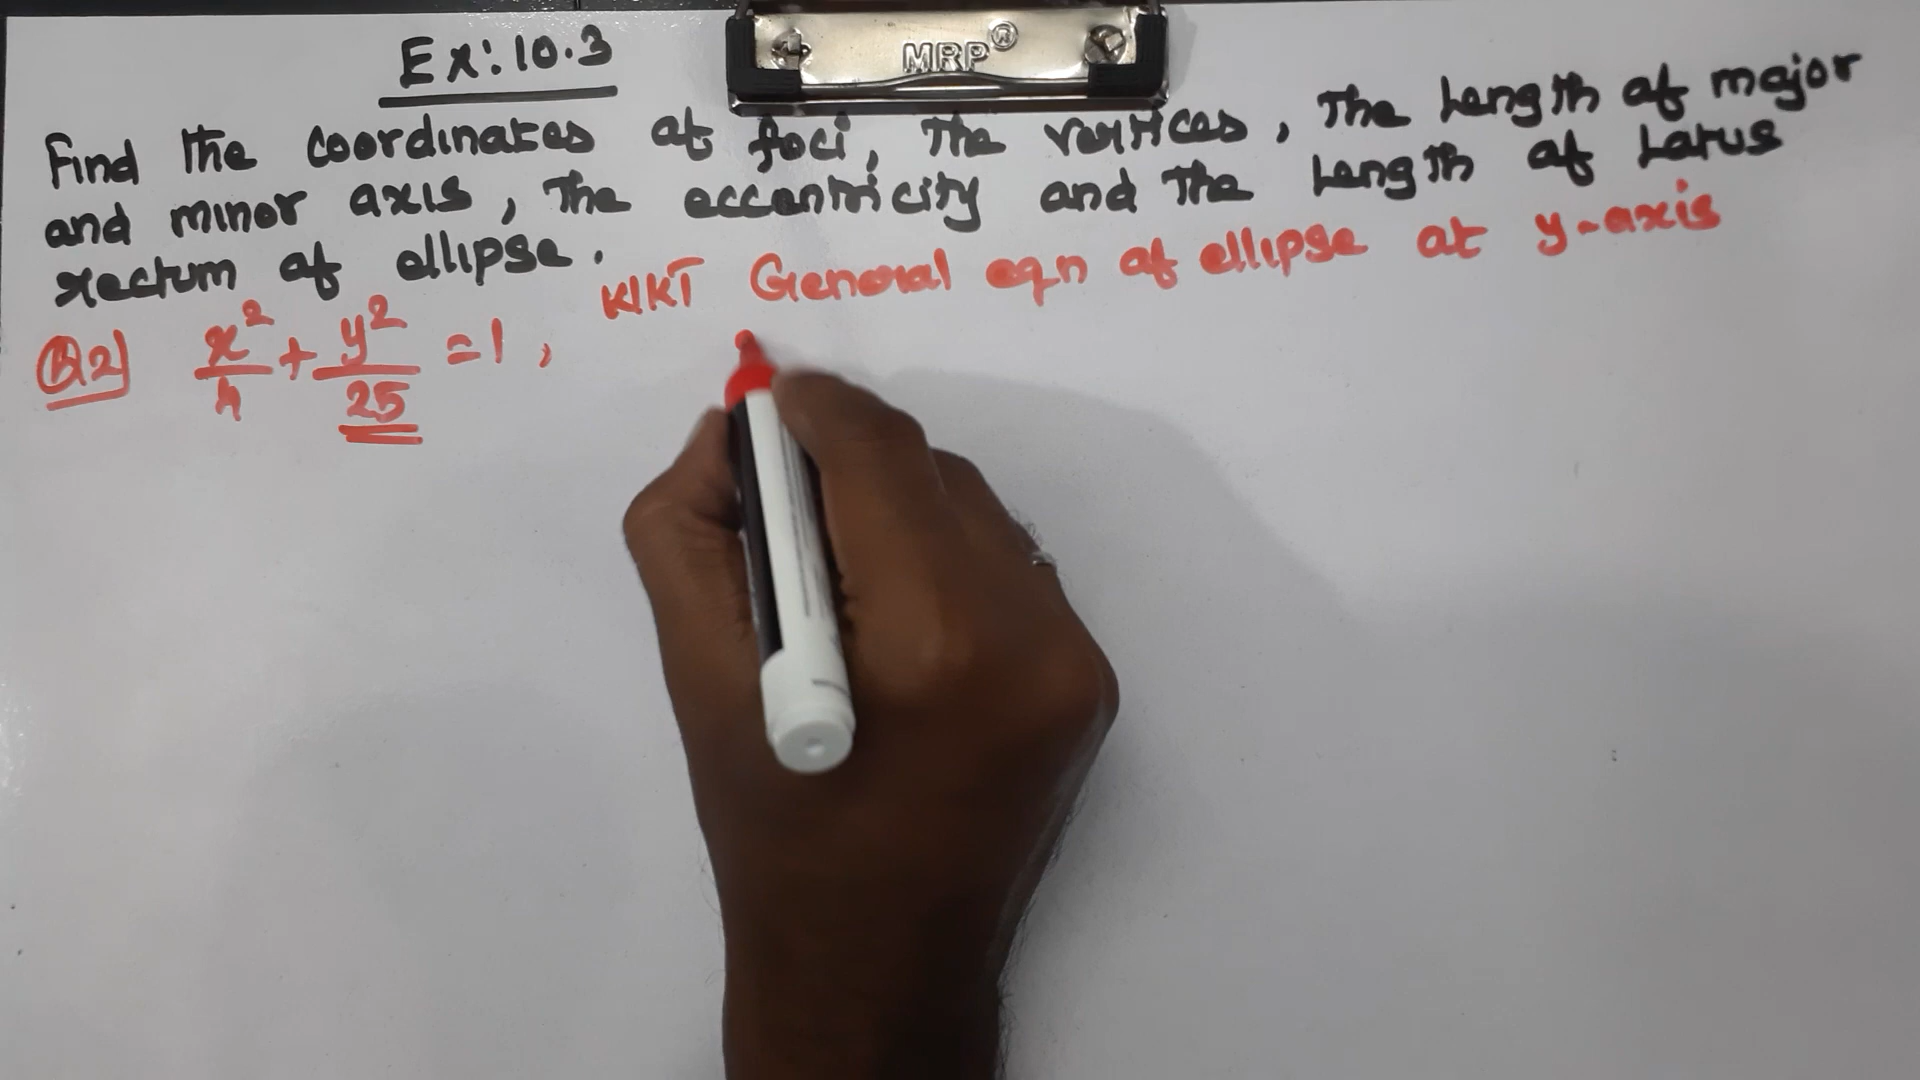 Ex: 10.3
MRP®
Find the coordinates of foci, The vertices, The Length of major
and minor axis, The eccentricity and The Length of Latus
rectum of ellipse.
WKT General eqn of ellipse at y-axis
Q2) x²/4 + y²/25 = 1,